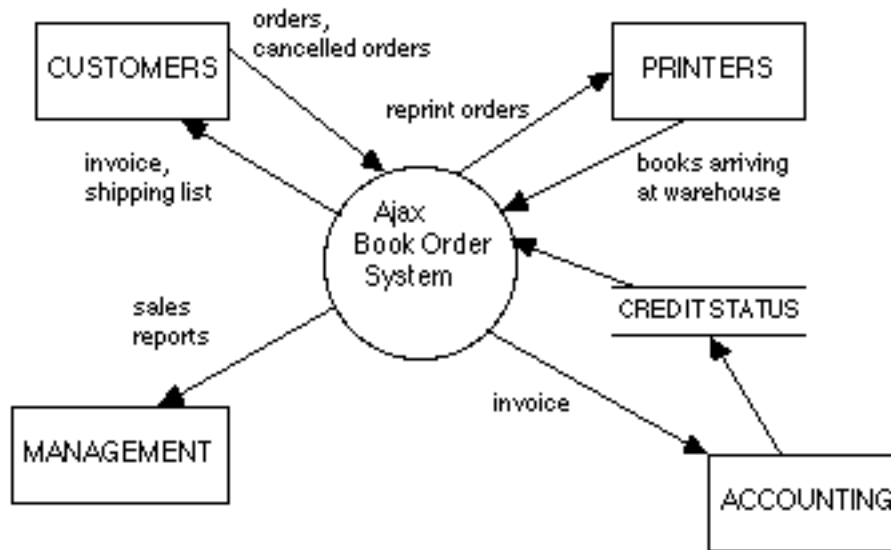 orders,
cancelled orders
CUSTOMERS
PRINTERS
reprint orders
invoice,
shipping list
books arriving
at warehouse
Ajax
Book Order
System
CREDIT STATUS
sales
reports
invoice
MANAGEMENT
ACCOUNTING